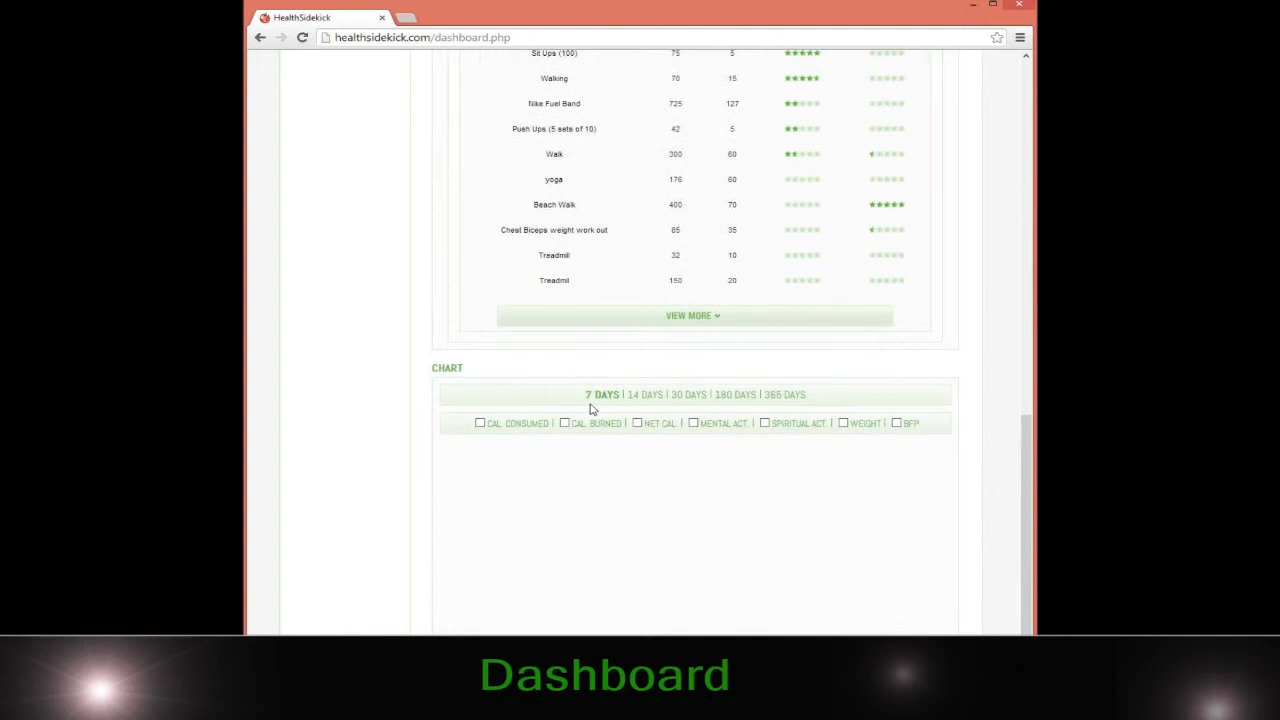 HealthSidekick
healthsidekick.com/dashboard.php
Sit Ups (100) 75 5
Walking 70 15
Nike Fuel Band 725 127
Push Ups (5 sets of 10) 42 5
Walk 300 60
yoga 176 60
Beach Walk 400 70
Chest Biceps weight work out 65 35
Treadmill 32 10
Treadmil 150 20
VIEW MORE
CHART
7 DAYS | 14 DAYS | 30 DAYS | 180 DAYS | 365 DAYS
CAL. CONSUMED | CAL. BURNED | NET CAL. | MENTAL ACT. | SPIRITUAL ACT. | WEIGHT | BFP
Dashboard